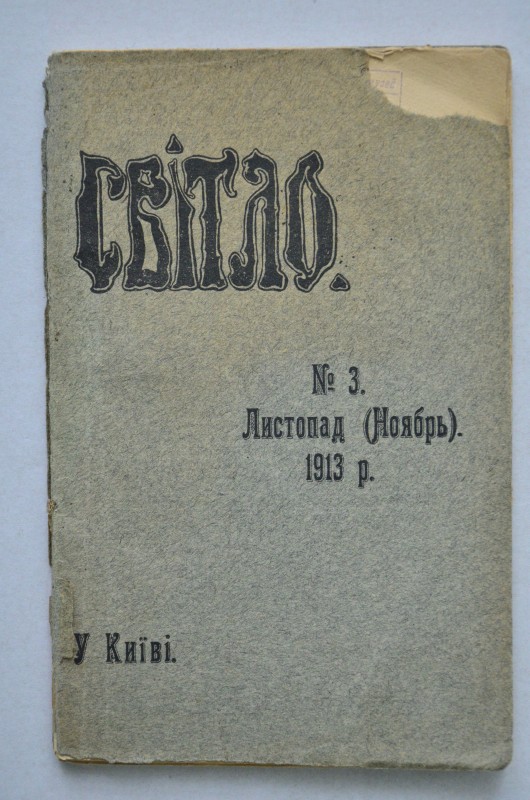 СВІТЛО.
№ 3.
Листопад (Ноябрь).
1913 р.
У Київі.